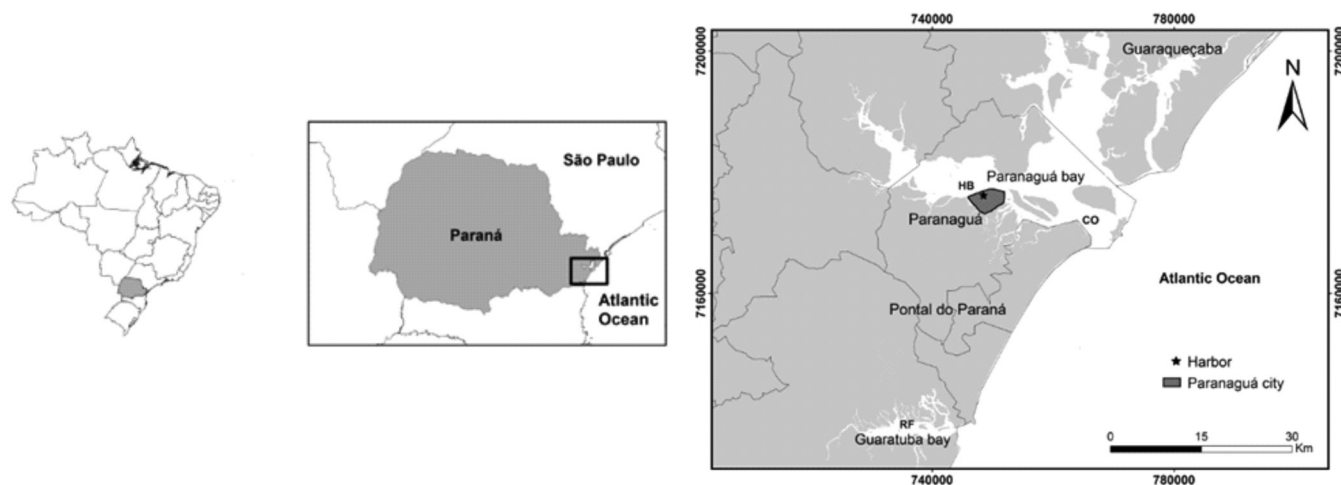 São Paulo
Paraná
Atlantic
Ocean
740000
780000
7200000
7200000
Guaraqueçaba
N
HB
Paranaguá bay
Paranaguá
CO
Atlantic Ocean
7160000
7160000
Pontal do Paraná
Harbor
Paranaguá city
RF
Guaratuba bay
0
15
30
Km
740000
780000